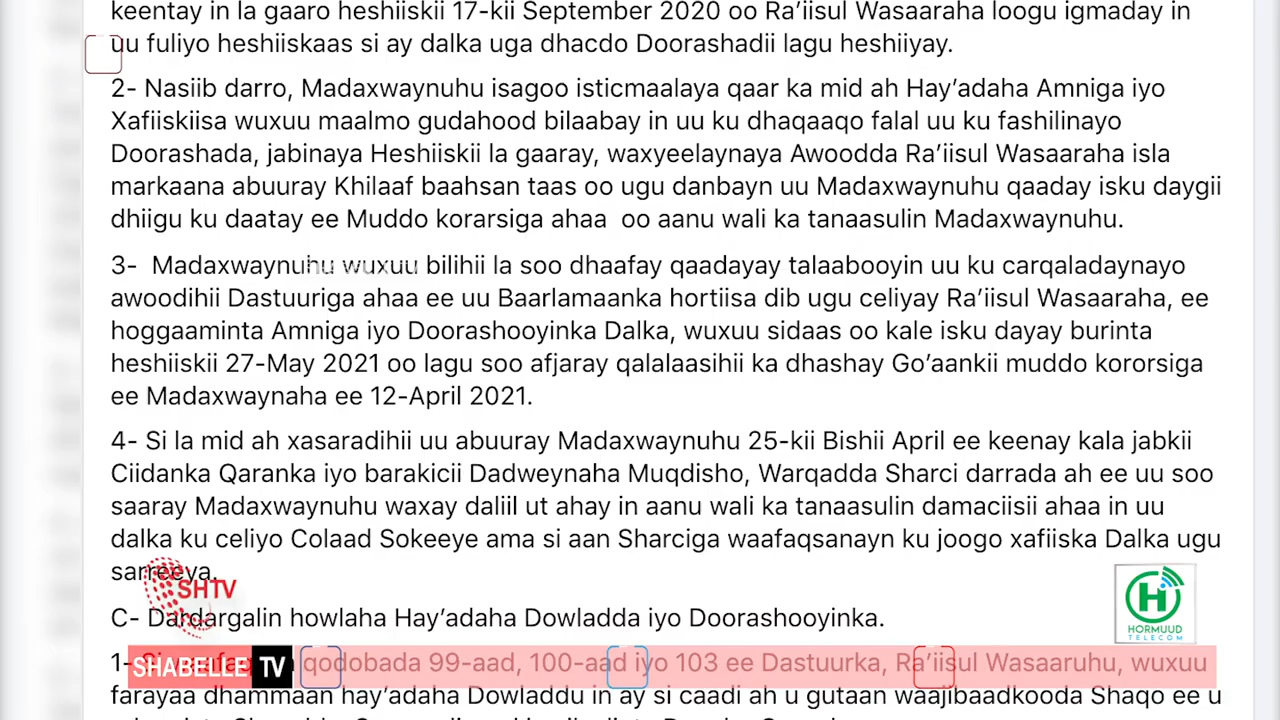 keentay in la gaaro heshiiskii 17-kii September 2020 oo Ra’iisul Wasaaraha loogu igmaday in
uu fuliyo heshiiskaas si ay dalka uga dhacdo Doorashadii lagu heshiiyay.
2- Nasiib darro, Madaxwaynuhu isagoo isticmaalaya qaar ka mid ah Hay’adaha Amniga iyo
Xafiiskiisa wuxuu maalmo gudahood bilaabay in uu ku dhaqaaqo falal uu ku fashilinayo
Doorashada, jabinaya Heshiiskii la gaaray, waxyeelaynaya Awoodda Ra’iisul Wasaaraha isla
markaana abuuray Khilaaf baahsan taas oo ugu danbayn uu Madaxwaynuhu qaaday isku daygii
dhiigu ku daatay ee Muddo korarsiga ahaa oo aanu wali ka tanaasulin Madaxwaynuhu.
3- Madaxwaynuhu wuxuu bilihii la soo dhaafay qaadayay talaabooyin uu ku carqaladaynayo
awoodihii Dastuuriga ahaa ee uu Baarlamaanka hortiisa dib ugu celiyay Ra’iisul Wasaaraha, ee
hoggaaminta Amniga iyo Doorashooyinka Dalka, wuxuu sidaas oo kale isku dayay burinta
heshiiskii 27-May 2021 oo lagu soo afjaray qalalaasihii ka dhashay Go’aankii muddo kororsiga
ee Madaxwaynaha ee 12-April 2021.
4- Si la mid ah xasaradihii uu abuuray Madaxwaynuhu 25-kii Bishii April ee keenay kala jabkii
Ciidanka Qaranka iyo barakicii Dadweynaha Muqdisho, Warqadda Sharci darrada ah ee uu soo
saaray Madaxwaynuhu waxay daliil ut ahay in aanu wali ka tanaasulin damaciisii ahaa in uu
dalka ku celiyo Colaad Sokeeye ama si aan Sharciga waafaqsanayn ku joogo xafiiska Dalka ugu
sarreeya.
SHTV
HORMUUD
TELECOM
C- Dardargalin howlaha Hay’adaha Dowladda iyo Doorashooyinka.
1- qodobada 99-aad, 100-aad iyo 103 ee Dastuurka, Ra’iisul Wasaaruhu, wuxuu
SHABELLE TV
farayaa dhammaan hay’adaha Dowladdu in ay si caadi ah u gutaan waajibaadkooda Shaqo ee u